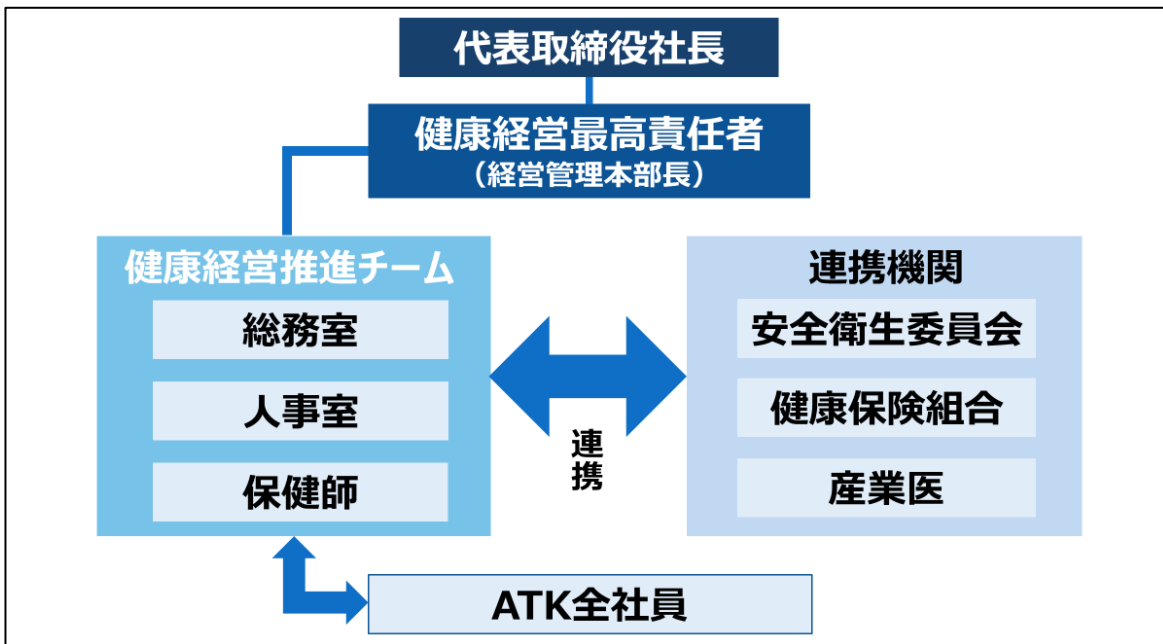 代表取締役社長
健康経営最高責任者
（経営管理本部長）
健康経営推進チーム
総務室
人事室
保健師
連携
連携機関
安全衛生委員会
健康保険組合
産業医
ATK全社員